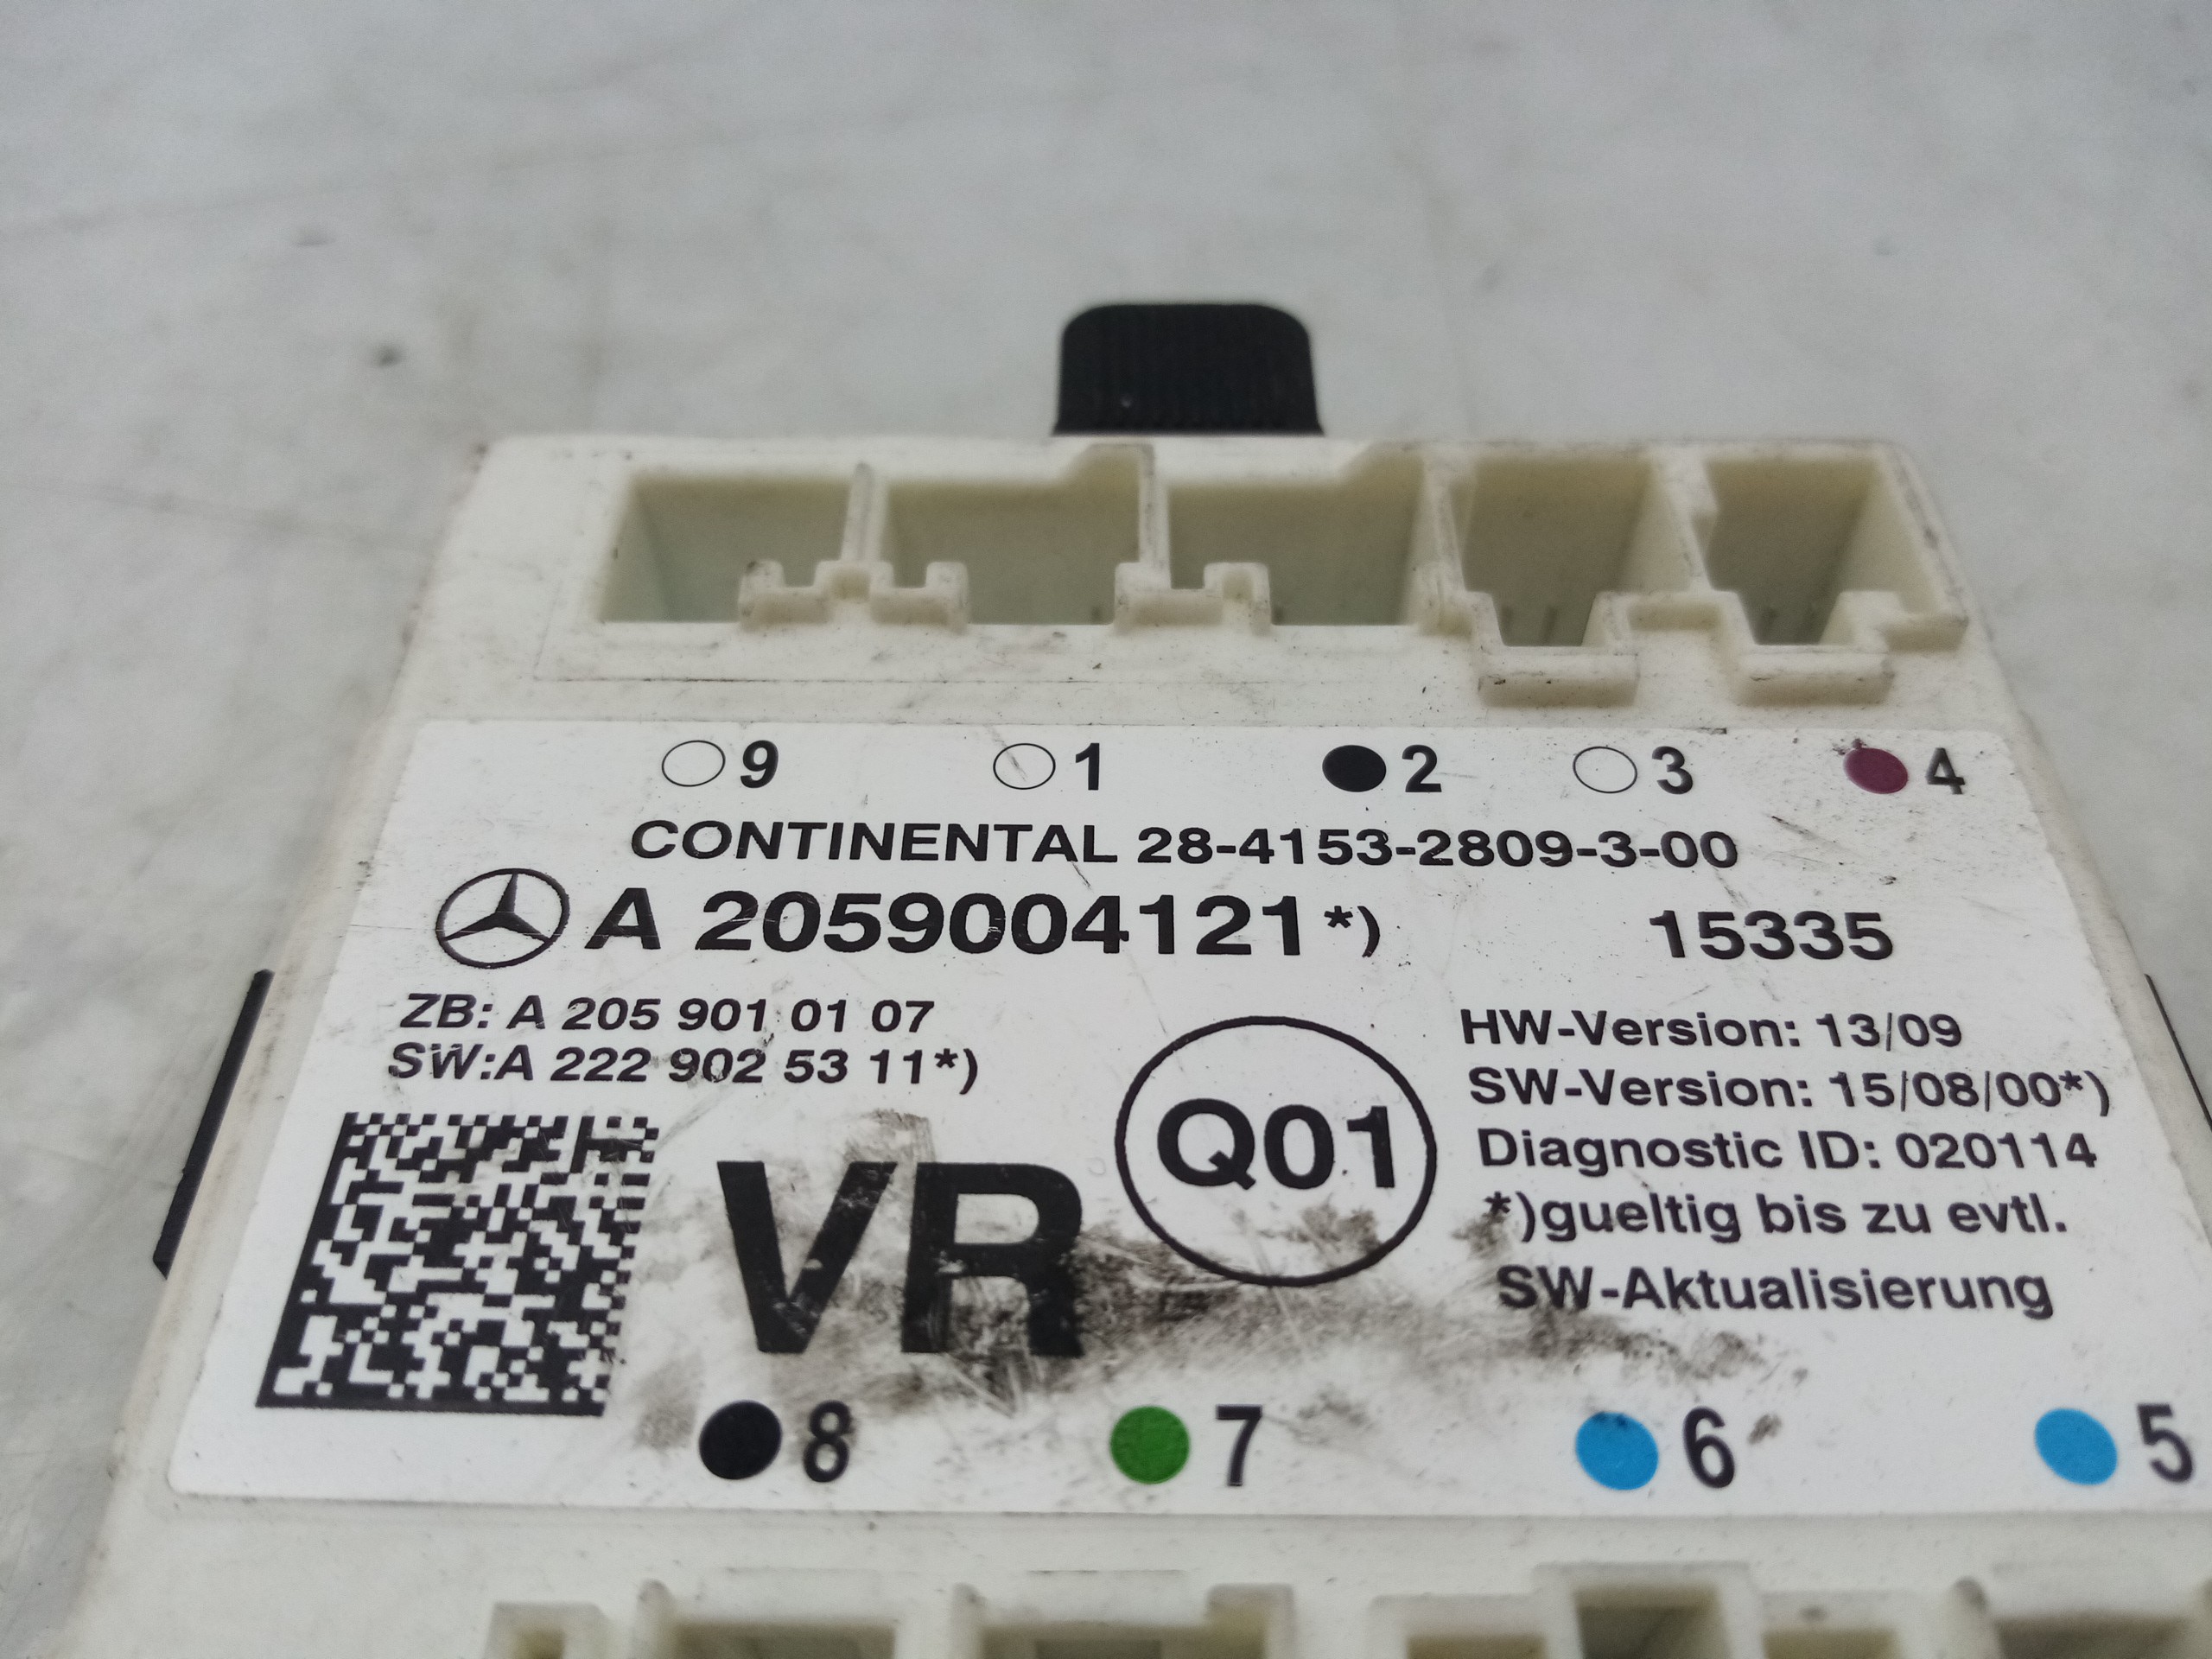 9 1 2 3 4
CONTINENTAL 28-4153-2809-3-00
A 2059004121*) 15335
ZB: A 205 901 01 07
SW:A 222 902 53 11*)
HW-Version: 13/09
SW-Version: 15/08/00*)
Diagnostic ID: 020114
*)gueltig bis zu evtl.
SW-Aktualisierung
Q01
VR
8 7 6 5